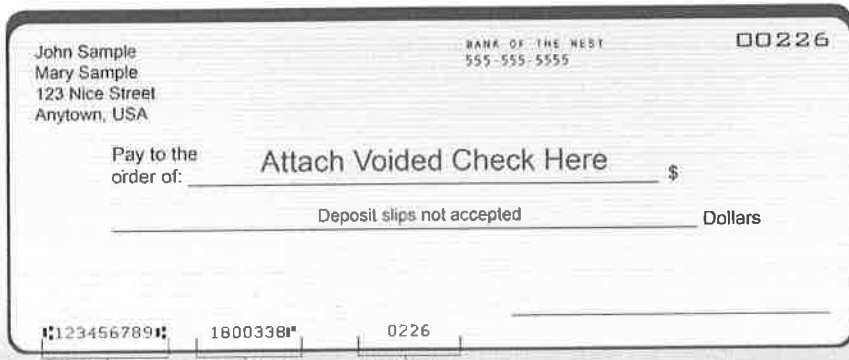 John Sample
Mary Sample
123 Nice Street
Anytown, USA
BANK OF THE NEST
555-555-5555
00226
Pay to the
order of:
Attach Voided Check Here
$
Deposit slips not accepted
Dollars
⑆123456789⑆ 1800338⑈ 0226